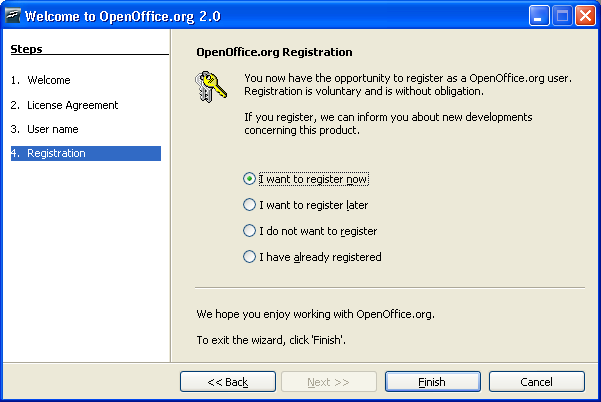 Welcome to OpenOffice.org 2.0
Steps
1. Welcome
2. License Agreement
3. User name
4. Registration
OpenOffice.org Registration
You now have the opportunity to register as a OpenOffice.org user.
Registration is voluntary and is without obligation.
If you register, we can inform you about new developments
concerning this product.
I want to register now
I want to register later
I do not want to register
I have already registered
We hope you enjoy working with OpenOffice.org.
To exit the wizard, click 'Finish'.
<< Back
Next >>
Finish
Cancel